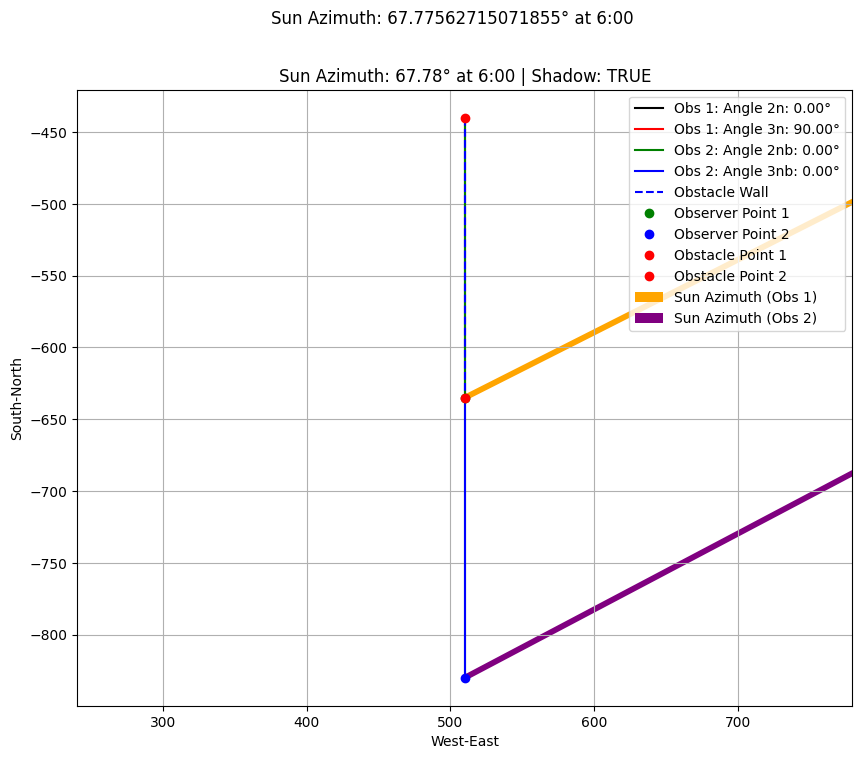 Sun Azimuth: 67.77562715071855° at 6:00
Sun Azimuth: 67.78° at 6:00 | Shadow: TRUE
Obs 1: Angle 2n: 0.00°
Obs 1: Angle 3n: 90.00°
Obs 2: Angle 2nb: 0.00°
Obs 2: Angle 3nb: 0.00°
Obstacle Wall
Observer Point 1
Observer Point 2
Obstacle Point 1
Obstacle Point 2
Sun Azimuth (Obs 1)
Sun Azimuth (Obs 2)
South-North
−450
−500
−550
−600
−650
−700
−750
−800
300 400 500 600 700
West-East